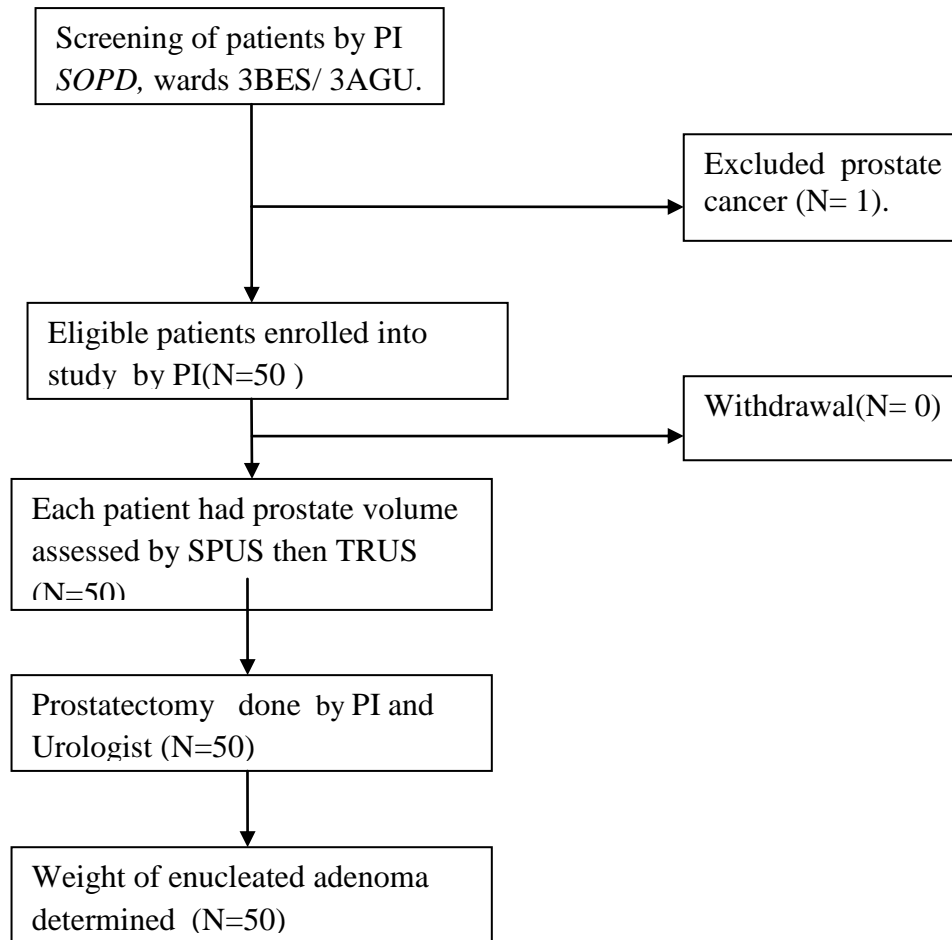 Screening of patients by PI
SOPD, wards 3BES/ 3AGU.
Excluded prostate
cancer (N= 1).
Eligible patients enrolled into
study by PI(N=50 )
Withdrawal(N= 0)
Each patient had prostate volume
assessed by SPUS then TRUS
(N=50)
Prostatectomy done by PI and
Urologist (N=50)
Weight of enucleated adenoma
determined (N=50)